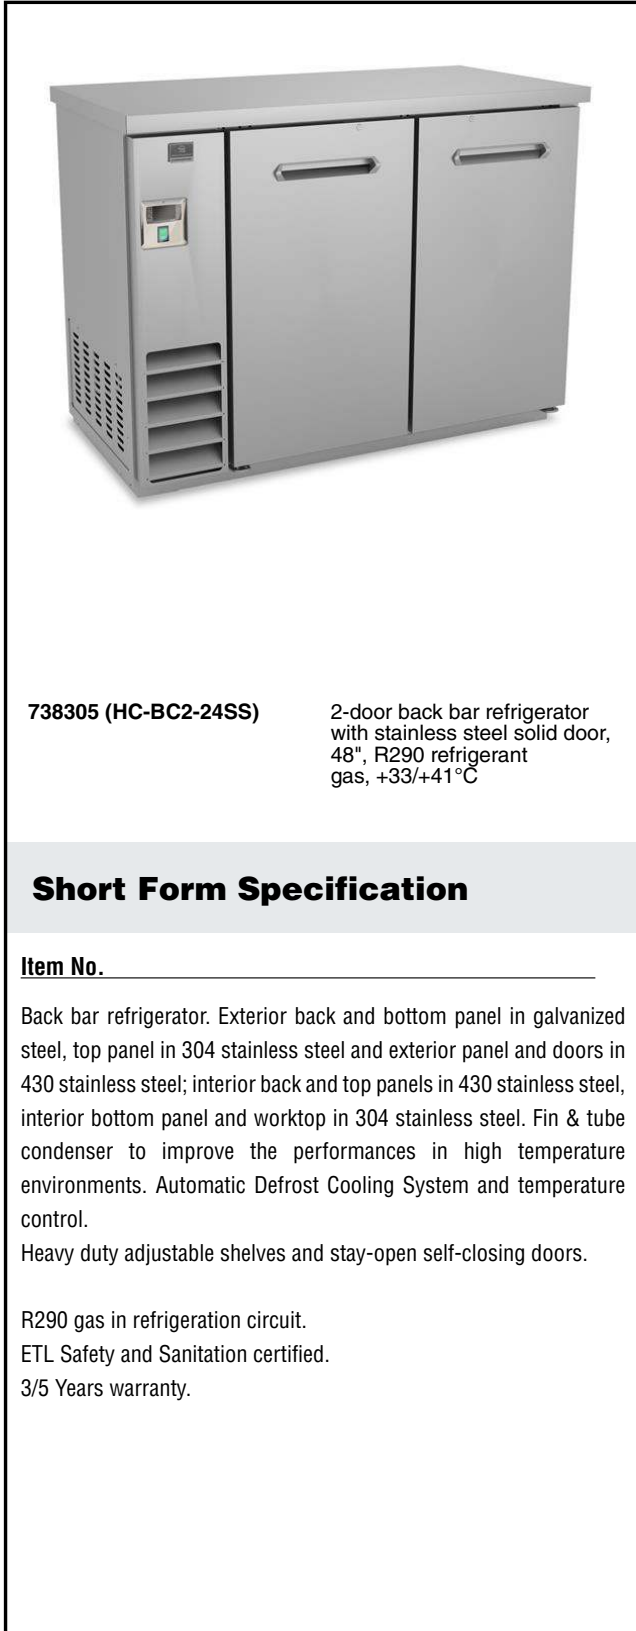 738305 (HC-BC2-24SS)
2-door back bar refrigerator
with stainless steel solid door,
48", R290 refrigerant
gas, +33/+41°C
Short Form Specification
Item No.
Back bar refrigerator. Exterior back and bottom panel in galvanized
steel, top panel in 304 stainless steel and exterior panel and doors in
430 stainless steel; interior back and top panels in 430 stainless steel,
interior bottom panel and worktop in 304 stainless steel. Fin & tube
condenser to improve the performances in high temperature
environments. Automatic Defrost Cooling System and temperature
control.
Heavy duty adjustable shelves and stay-open self-closing doors.
R290 gas in refrigeration circuit.
ETL Safety and Sanitation certified.
3/5 Years warranty.